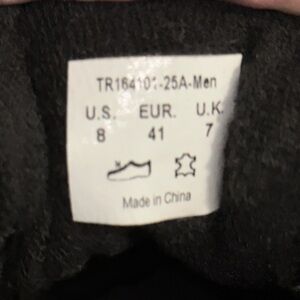 TR164101-25A-Men
U.S. EUR. U.K.
8 41 7
Made in China